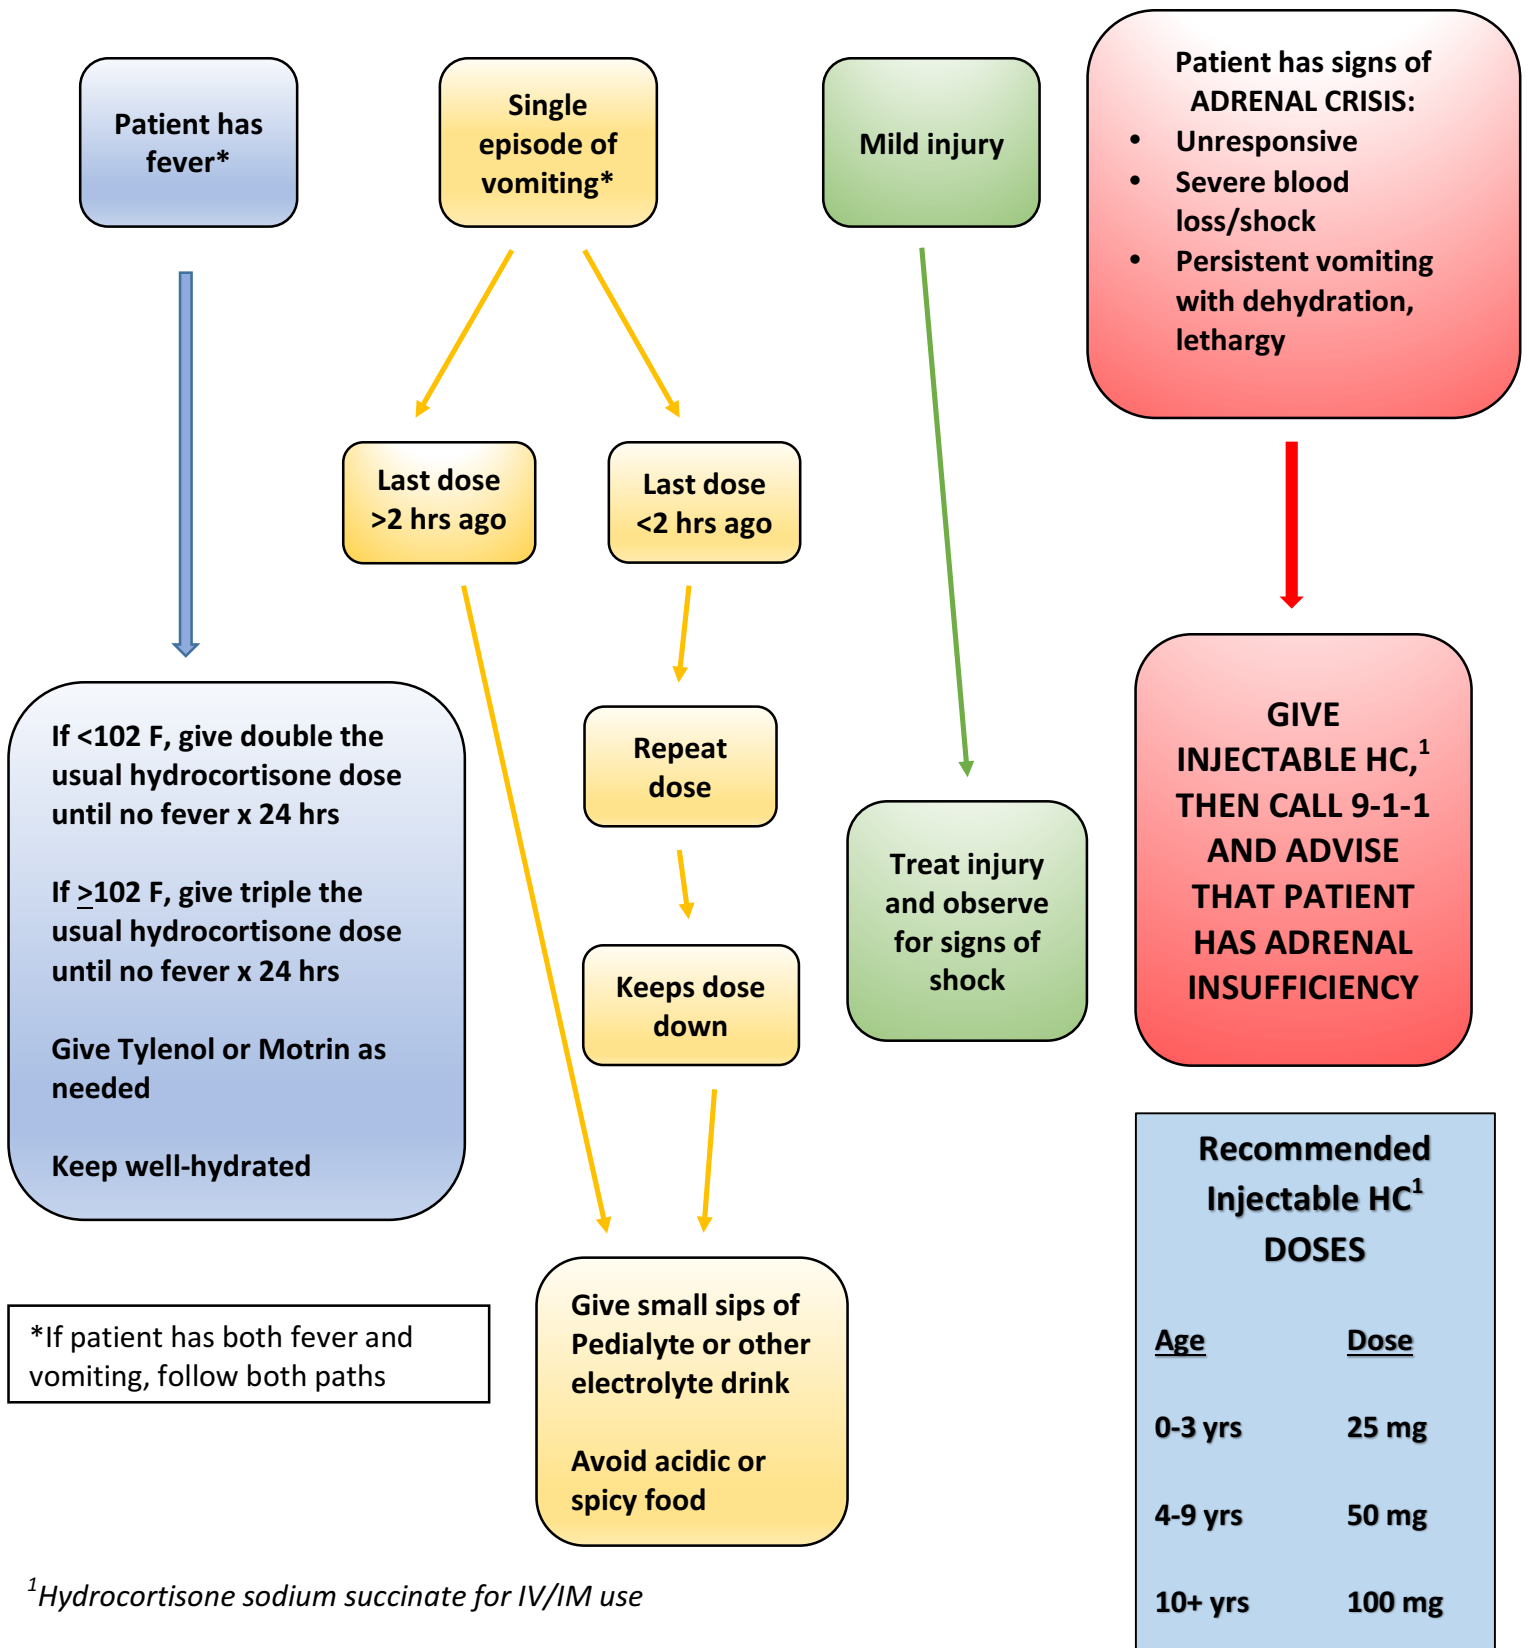 Patient has
fever*
Single
episode of
vomiting*
Mild injury
Patient has signs of
ADRENAL CRISIS:
• Unresponsive
• Severe blood
loss/shock
• Persistent vomiting
with dehydration,
lethargy
Last dose
>2 hrs ago
Last dose
<2 hrs ago
If <102 F, give double the
usual hydrocortisone dose
until no fever x 24 hrs
If >102 F, give triple the
usual hydrocortisone dose
until no fever x 24 hrs
Give Tylenol or Motrin as
needed
Keep well-hydrated
Repeat
dose
Keeps dose
down
Treat injury
and observe
for signs of
shock
GIVE
INJECTABLE HC,1
THEN CALL 9-1-1
AND ADVISE
THAT PATIENT
HAS ADRENAL
INSUFFICIENCY
*If patient has both fever and
vomiting, follow both paths
Give small sips of
Pedialyte or other
electrolyte drink
Avoid acidic or
spicy food
Recommended
Injectable HC1
DOSES
Age Dose
0-3 yrs 25 mg
4-9 yrs 50 mg
10+ yrs 100 mg
1Hydrocortisone sodium succinate for IV/IM use